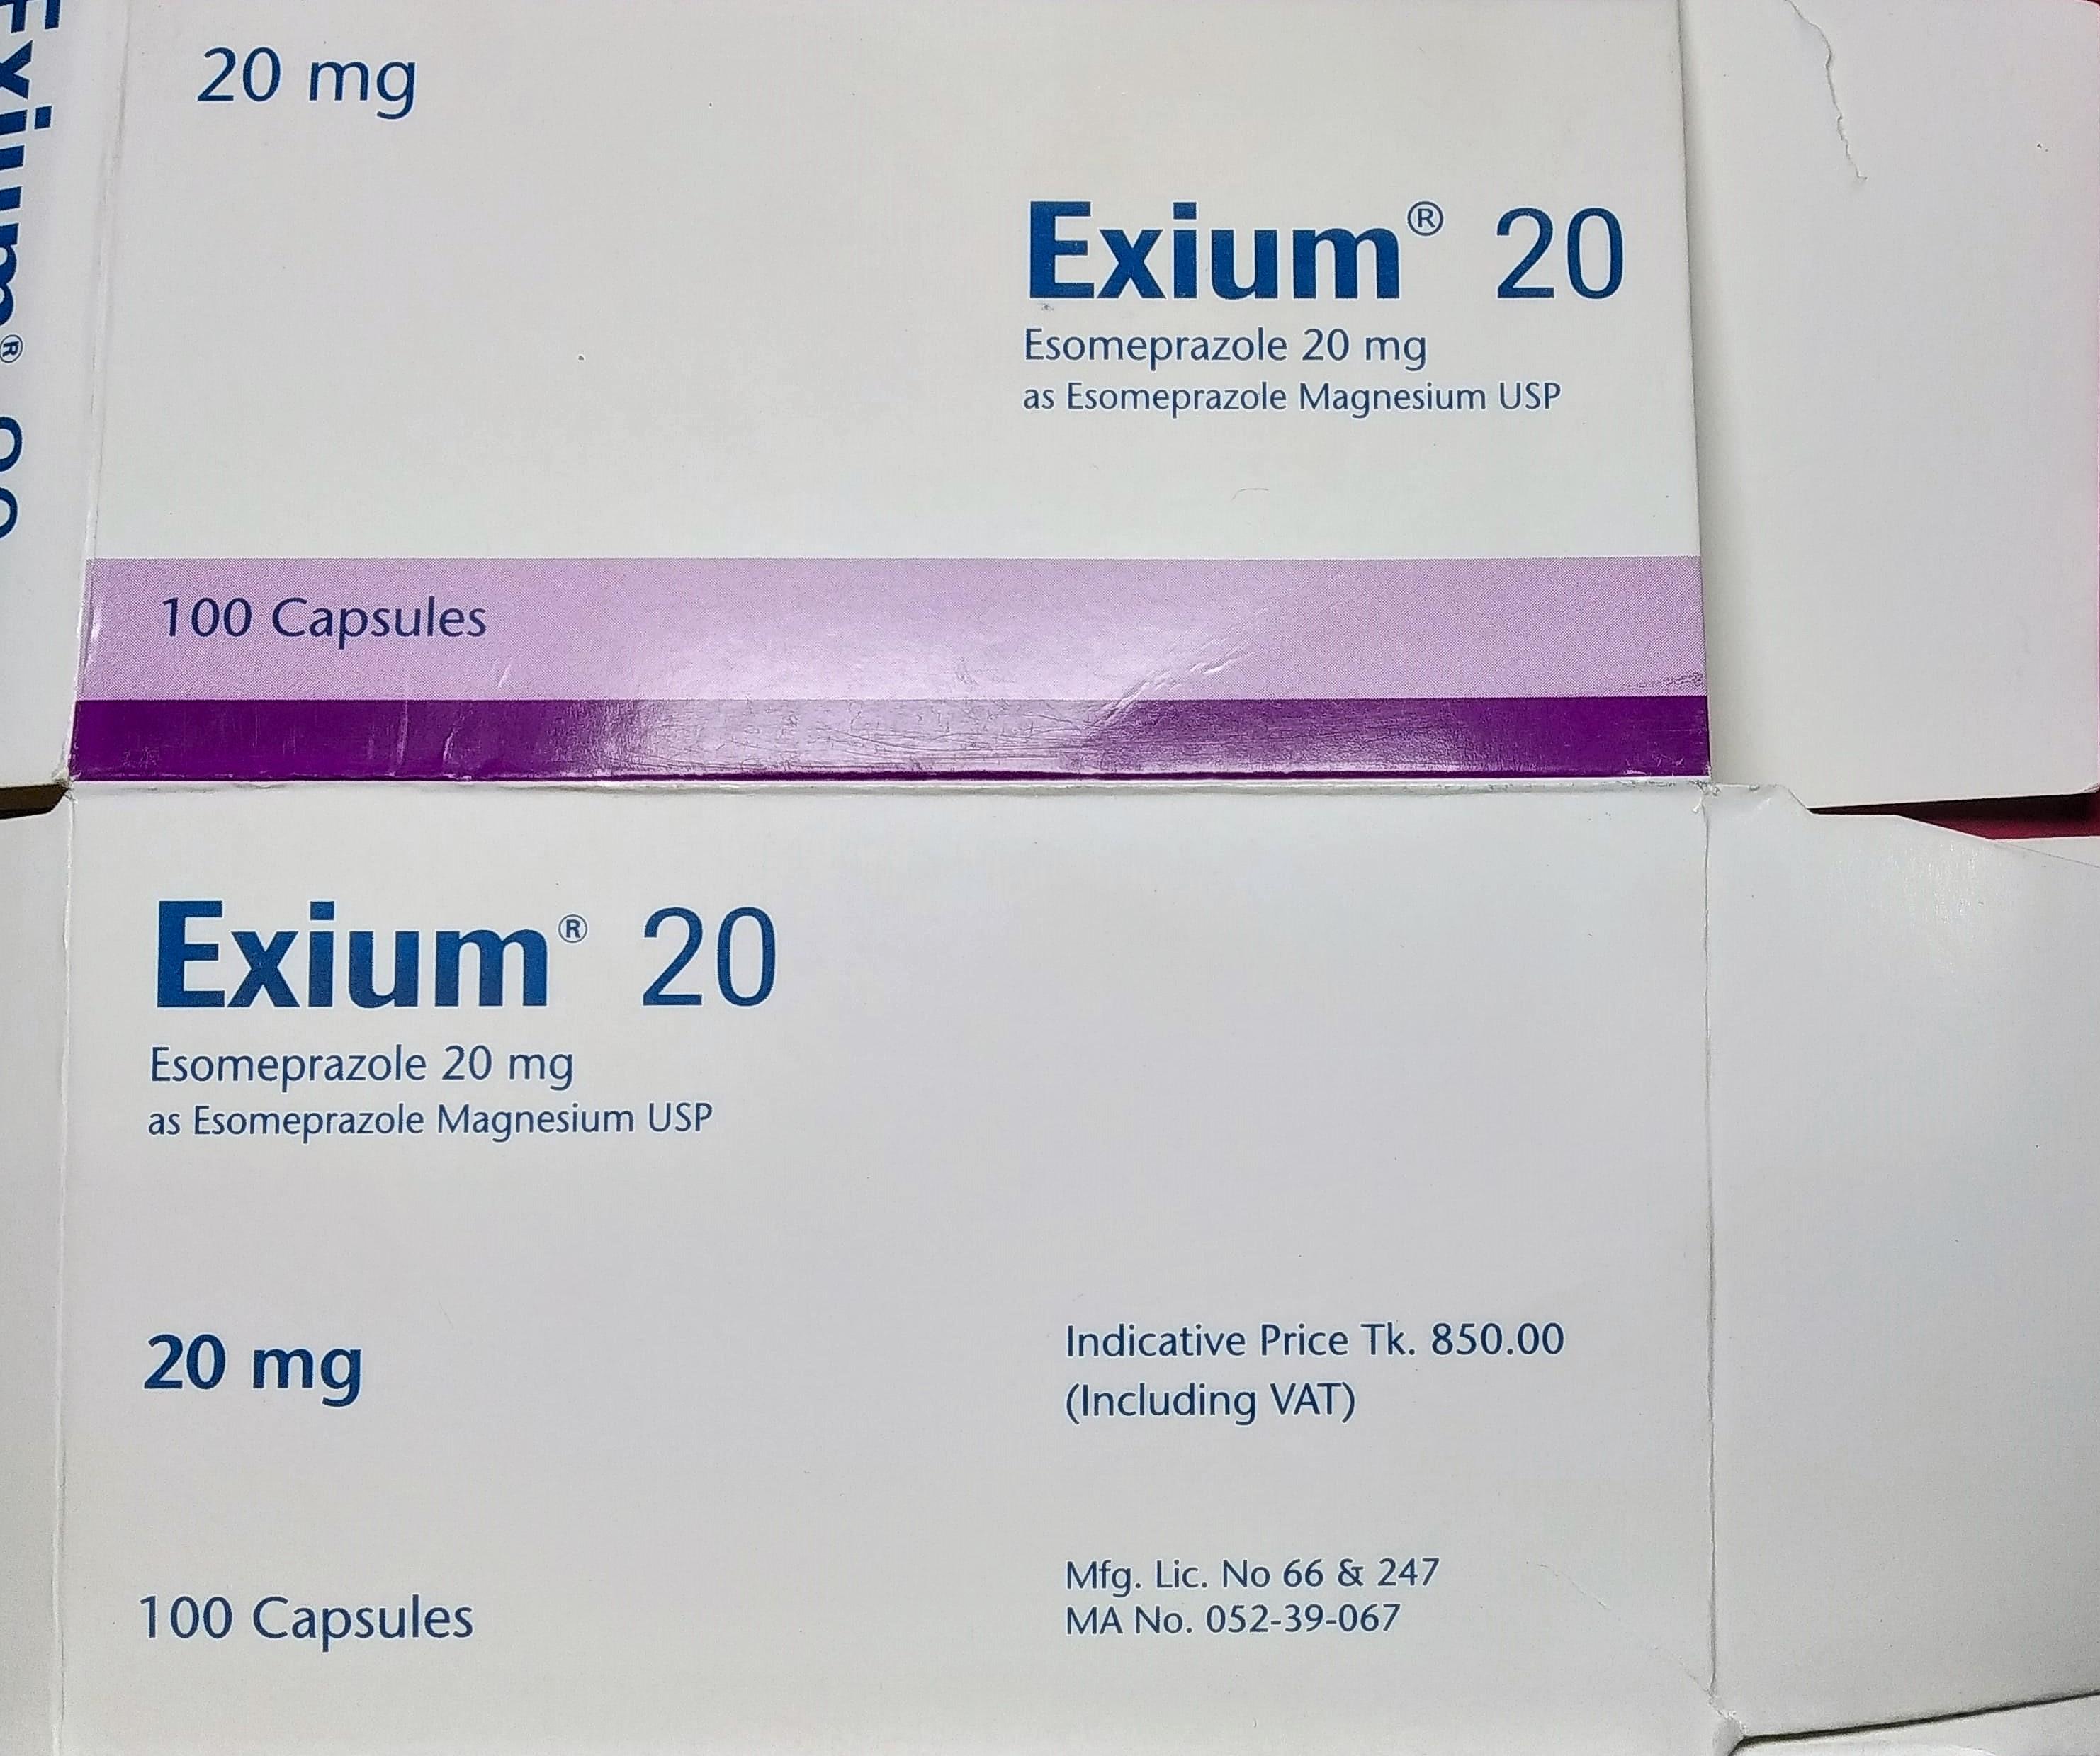 20 mg
Exium® 20
Esomeprazole 20 mg
as Esomeprazole Magnesium USP
100 Capsules
Exium® 20
Exium® 20
Esomeprazole 20 mg
as Esomeprazole Magnesium USP
20 mg
Indicative Price Tk. 850.00
(Including VAT)
100 Capsules
Mfg. Lic. No 66 & 247
MA No. 052-39-067